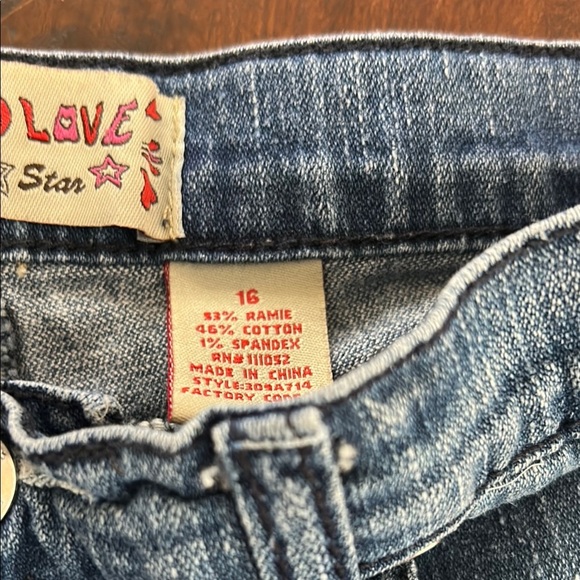 LOVE
Star
16
53% RAMIE
46% COTTON
1% SPANDEX
RN#111052
MADE IN CHINA
STYLE:309A714
FACTORY CODE